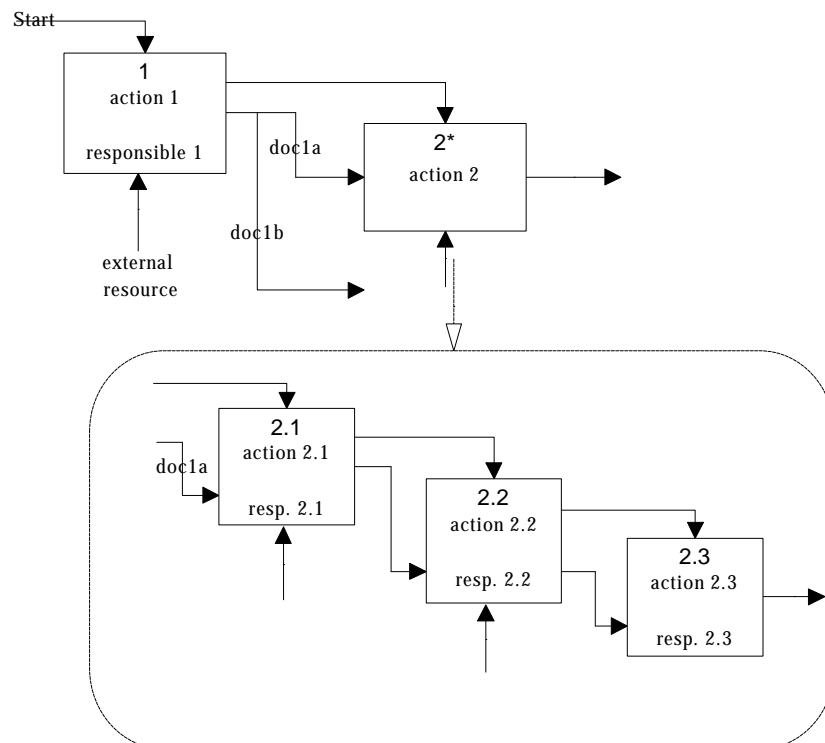 Start
1
action 1
responsible 1
doc1a
2*
action 2
doc1b
external
resource
2.1
action 2.1
doc1a
resp. 2.1
2.2
action 2.2
resp. 2.2
2.3
action 2.3
resp. 2.3